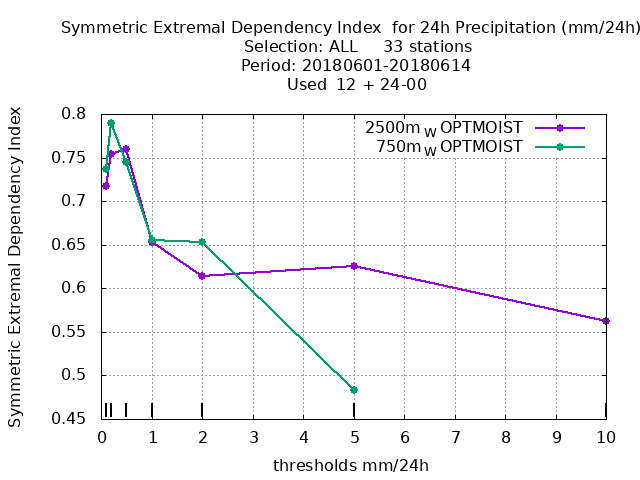 Symmetric Extremal Dependency Index  for 24h Precipitation (mm/24h)
Selection: ALL     33 stations
Period: 20180601-20180614
Used  12 + 24-00
2500m W OPTMOIST
750m W OPTMOIST
Symmetric Extremal Dependency Index
0.8
0.75
0.7
0.65
0.6
0.55
0.5
0.45
0 1 2 3 4 5 6 7 8 9 10
thresholds mm/24h